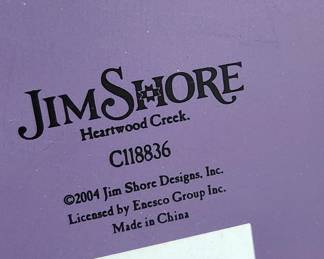 JIM SHORE
Heartwood Creek.
C118836
©2004 Jim Shore Designs, Inc.
Licensed by Enesco Group Inc.
Made in China